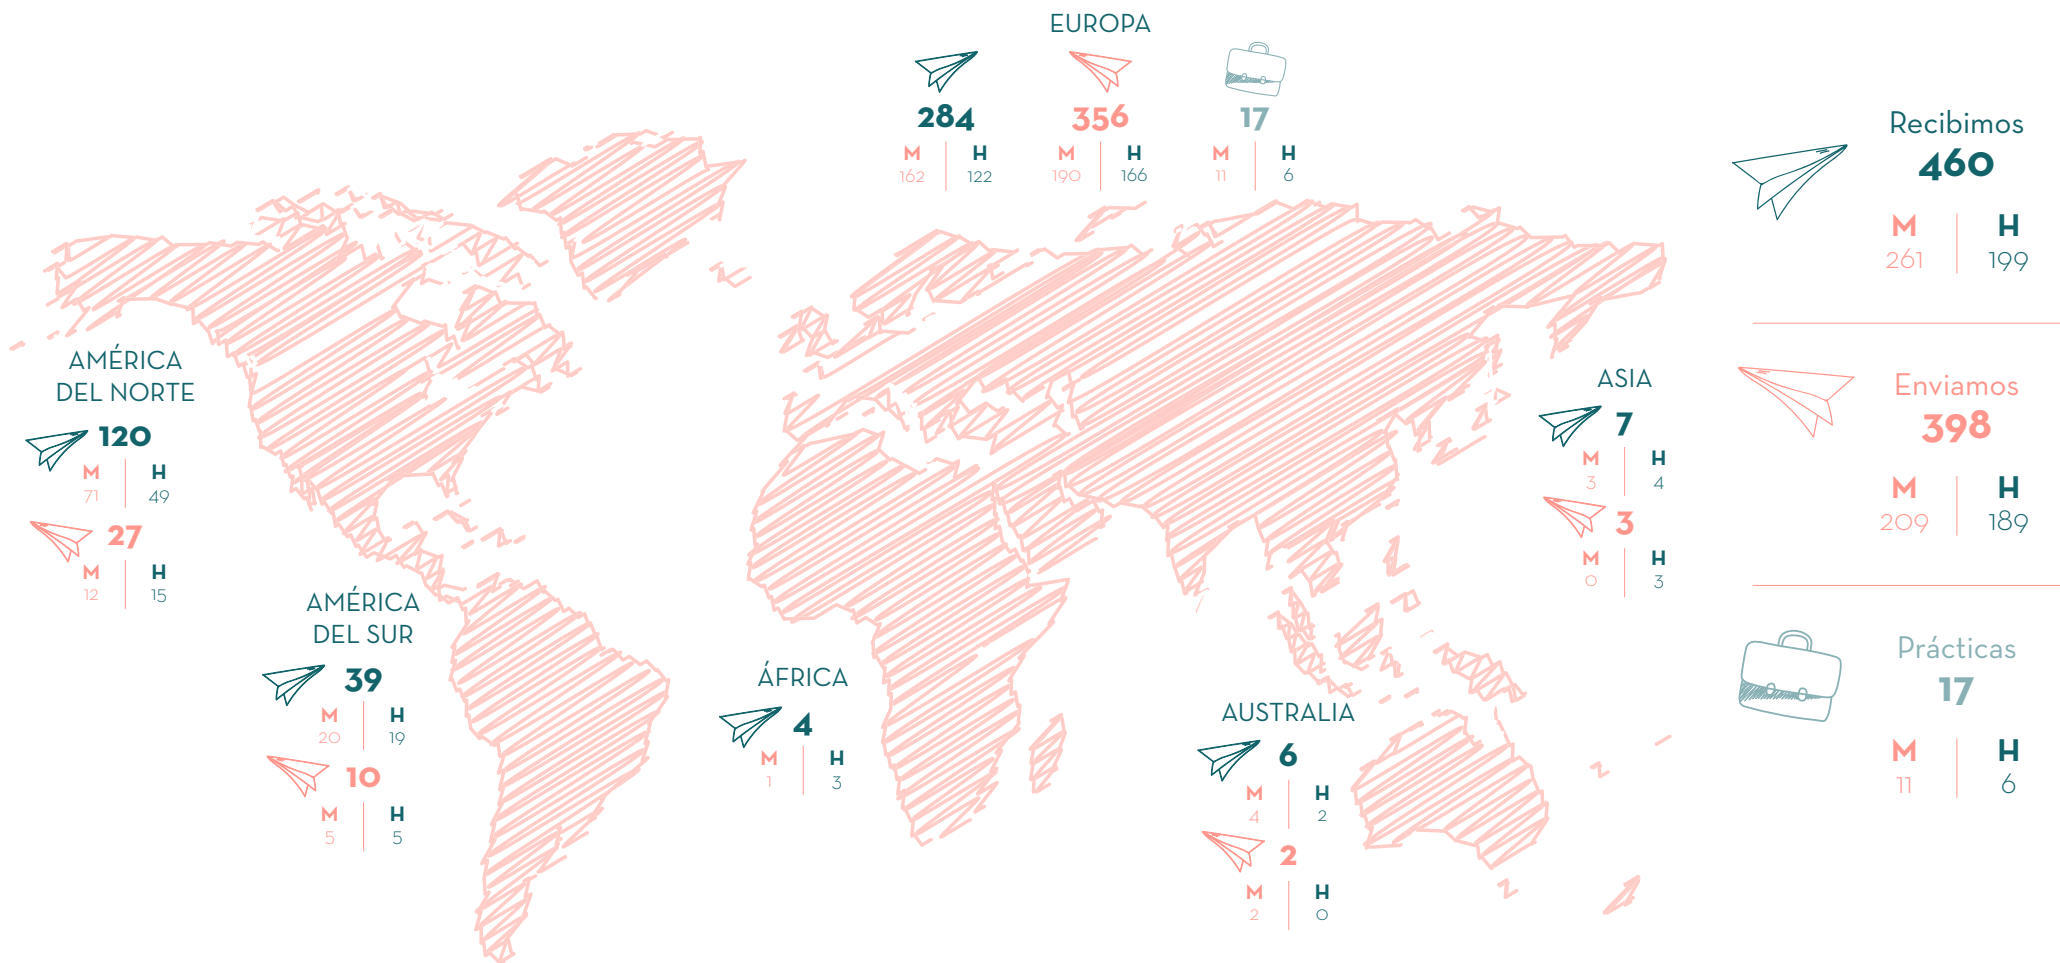 EUROPA
284
M H
162 122
356
M H
190 166
17
M H
11 6
AMÉRICA
DEL NORTE
120
M H
71 49
27
M H
12 15
AMÉRICA
DEL SUR
39
M H
20 19
10
M H
5 5
ÁFRICA
4
M H
1 3
AUSTRALIA
6
M H
4 2
2
M H
2 0
ASIA
7
M H
3 4
3
M H
0 3
Recibimos
460
M H
261 199
Enviamos
398
M H
209 189
Prácticas
17
M H
11 6